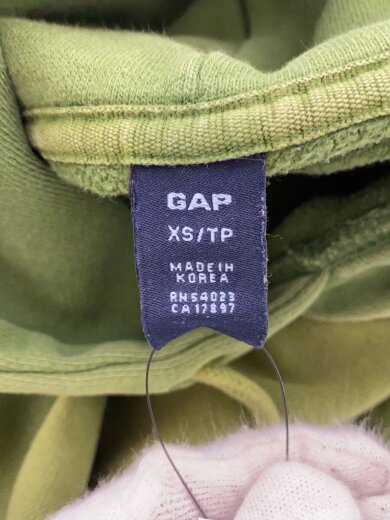 GAP
XS/TP
MADE IN
KOREA
RN54023
CA17897